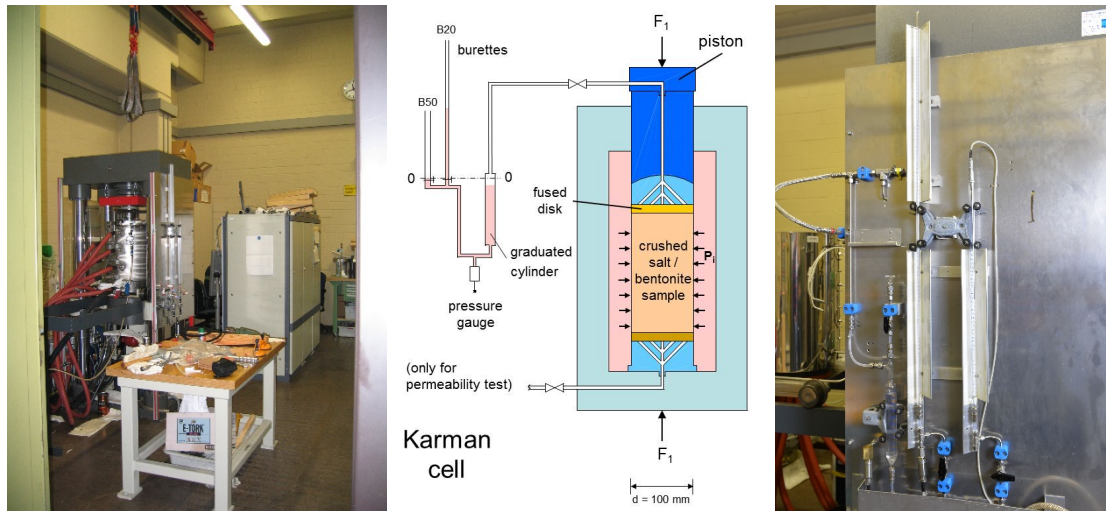 B20
burettes
B50
0
0
F1
piston
fused
disk
crushed
salt /
bentonite
sample
Pi
graduated
cylinder
pressure
gauge
(only for
permeability test)
Karman
cell
F1
d = 100 mm
E-TORK